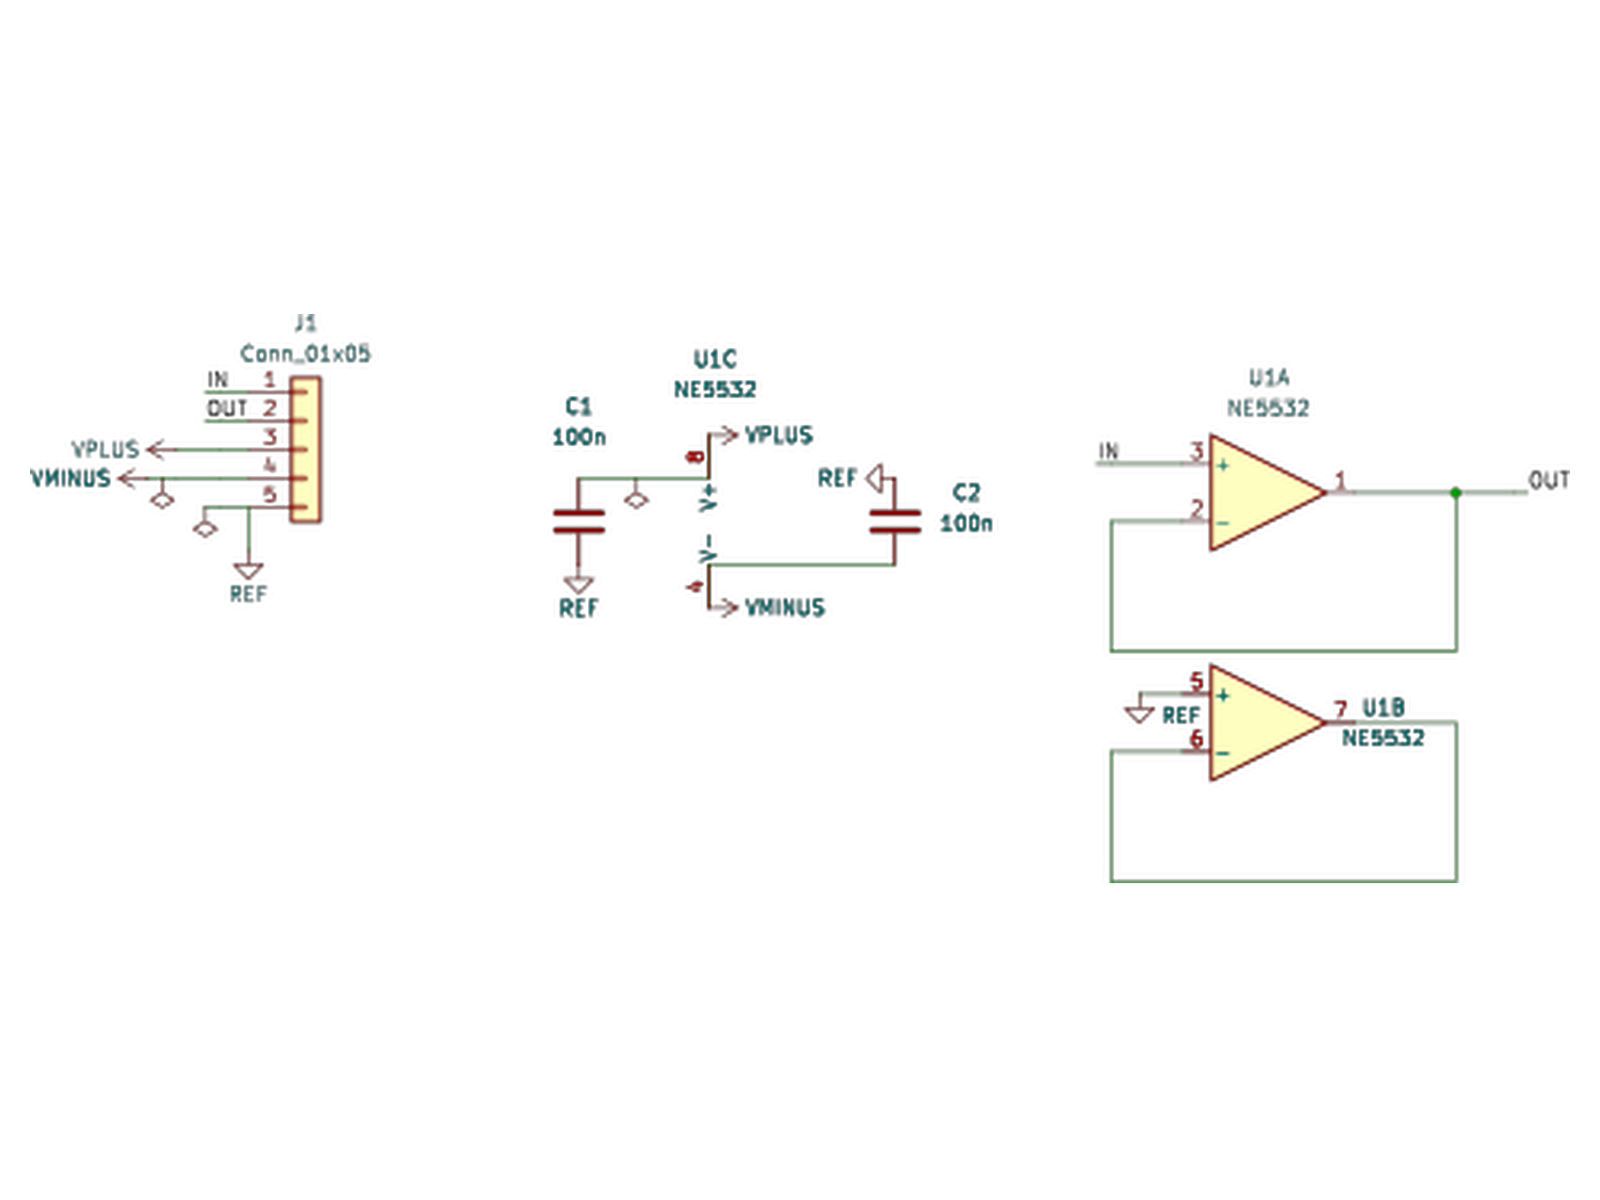 J1
Conn_01x05
IN 1
OUT 2
VPLUS 3
VMINUS 4
5
REF
U1C
NE5532
C1
100n
8
VPLUS
V+
V-
4
VMINUS
REF
REF
C2
100n
U1A
NE5532
IN 3
+
1
OUT
2
-
5
+
REF
6
-
7
U1B
NE5532